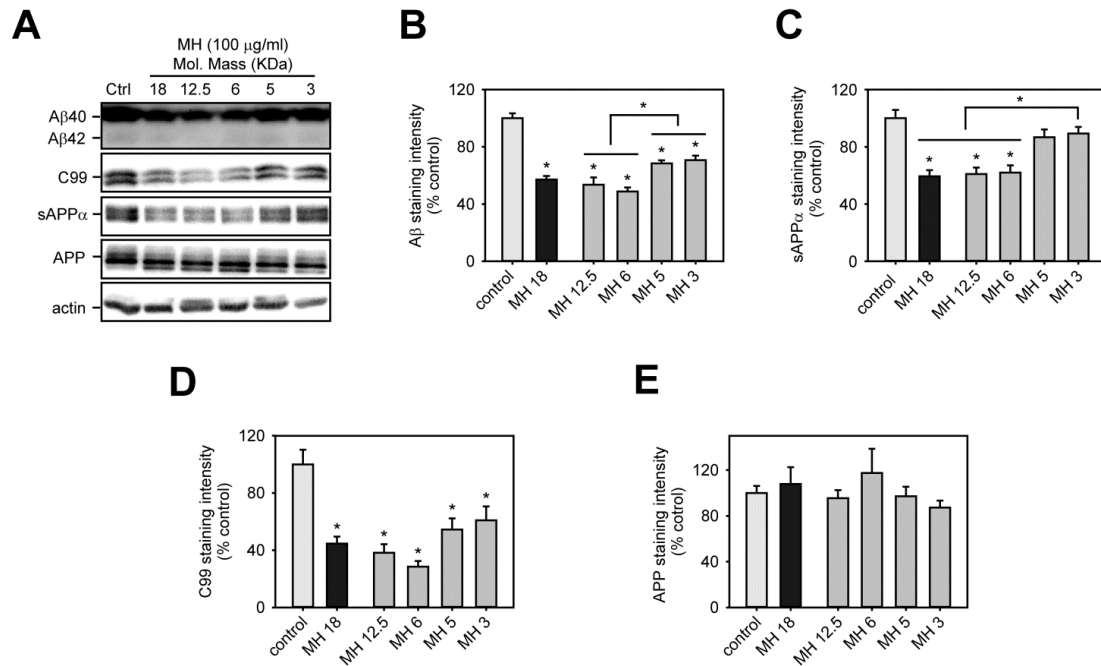 A
MH (100 μg/ml)
Mol. Mass (KDa)
Ctrl 18 12.5 6 5 3
Aβ40
Aβ42
C99
sAPPα
APP
actin
B
Aβ staining intensity
(% control)
120
80
40
0
*
* * * * *
control MH 18 MH 12.5 MH 6 MH 5 MH 3
C
sAPPα staining intensity
(% control)
120
80
40
0
*
* * *
control MH 18 MH 12.5 MH 6 MH 5 MH 3
D
C99 staining intensity
(% control)
120
80
40
0
* * * * *
control MH 18 MH 12.5 MH 6 MH 5 MH 3
E
APP staining intensity
(% cotrol)
120
80
40
0
control MH 18 MH 12.5 MH 6 MH 5 MH 3